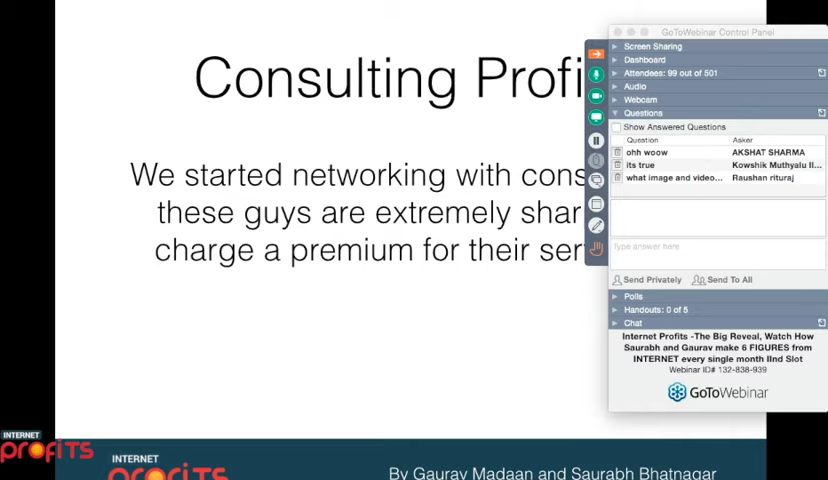 Consulting Profi
We started networking with cons
these guys are extremely shar
charge a premium for their ser
GoToWebinar Control Panel
Screen Sharing
Dashboard
Attendees: 99 out of 501
Audio
Webcam
Questions
Show Answered Questions
Question Asker
ohh woow AKSHAT SHARMA
its true Kowshik Muthyalu II...
what image and video... Raushan rituraj
Type answer here
Send Privately Send To All
Polls
Handouts: 0 of 5
Chat
Internet Profits -The Big Reveal, Watch How
Saurabh and Gaurav make 6 FIGURES from
INTERNET every single month IInd Slot
Webinar ID# 132-838-939
GoToWebinar
INTERNET
profiTS
INTERNET
profiTS
By Gaurav Madaan and Saurabh Bhatnagar